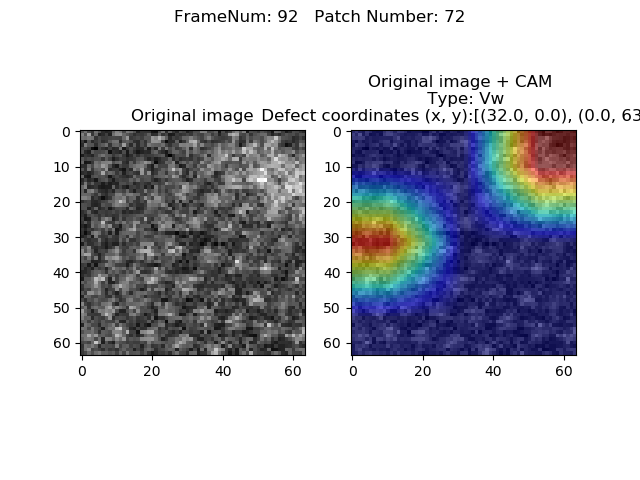 FrameNum: 92   Patch Number: 72
Original image + CAM
Type: Vw
Original image
Defect coordinates (x, y):[(32.0, 0.0), (0.0, 63
0
10
20
30
40
50
60
0 20 40 60
0
10
20
30
40
50
60
0 20 40 60